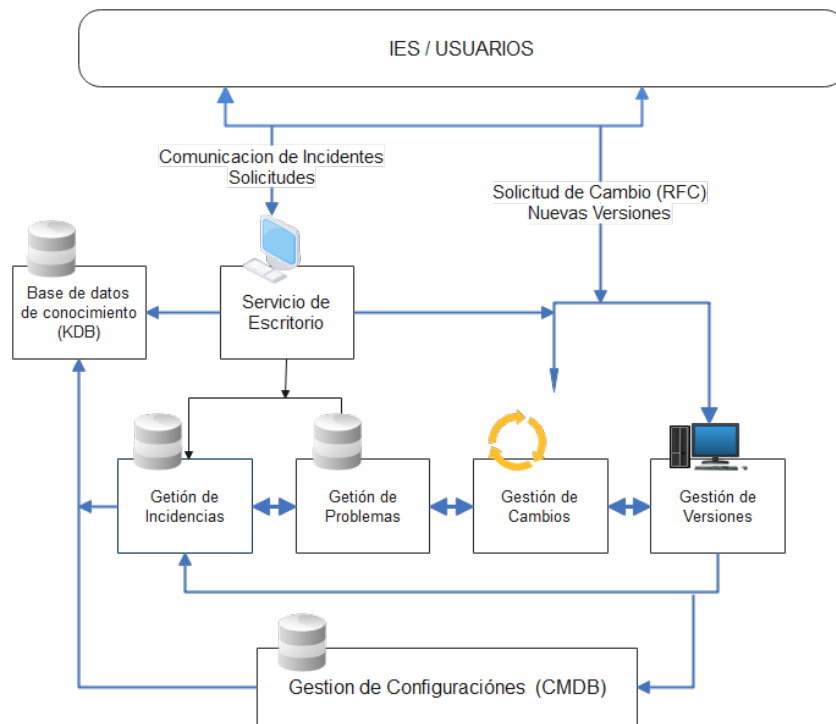 IES / USUARIOS
Comunicacion de Incidentes
Solicitudes
Solicitud de Cambio (RFC)
Nuevas Versiones
Base de datos
de conocimiento
(KDB)
Servicio de
Escritorio
Getión de
Incidencias
Getión de
Problemas
Gestión de
Cambios
Gestión de
Versiones
Gestion de Configuraciónes (CMDB)